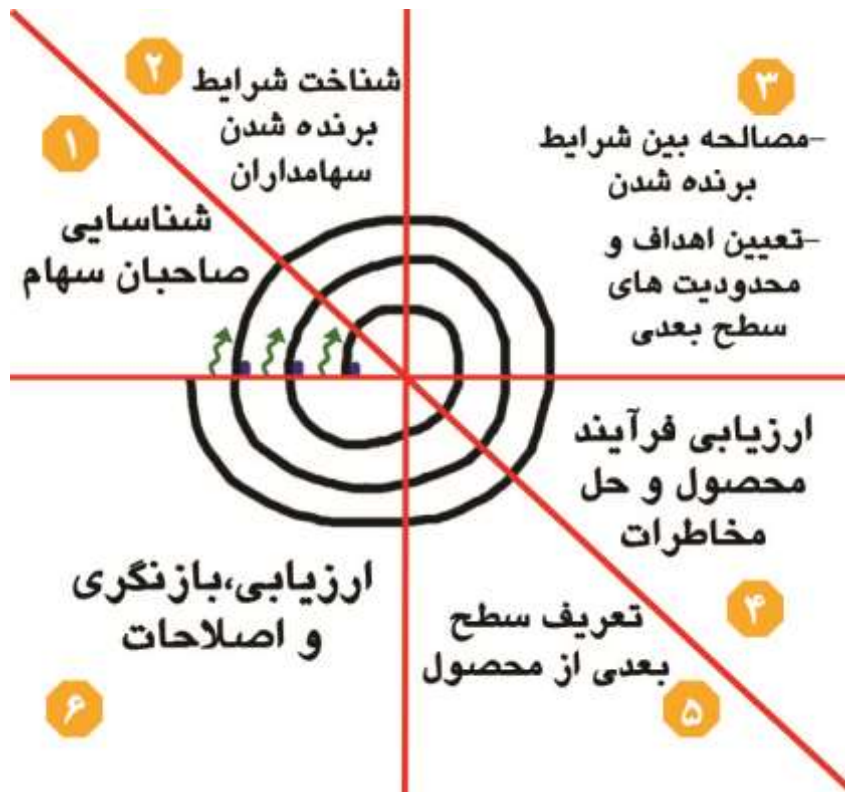 ۱
شناسایی
صاحبان سهام
۲
شناخت شرایط
برنده شدن
سهامداران
۳
-مصالحه بین شرایط
برنده شدن
-تعیین اهداف و
محدودیت های
سطح بعدی
ارزیابی فرآیند
محصول و حل
مخاطرات
۴
تعریف سطح
بعدی از محصول
۵
ارزیابی،بازنگری
و اصلاحات
۶